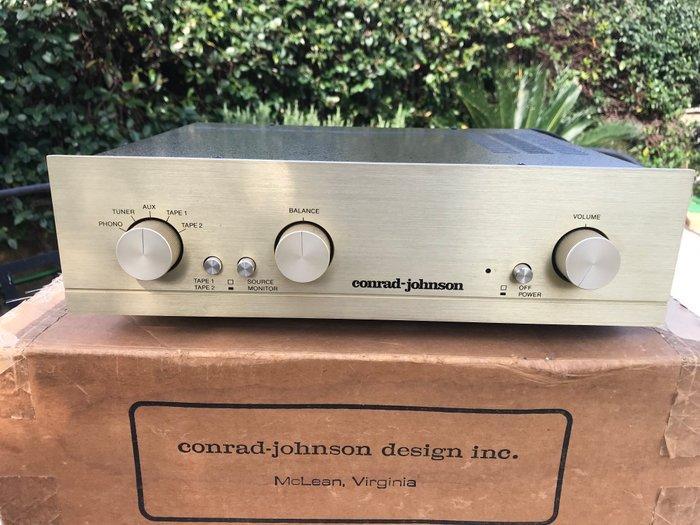 PHONO TUNER AUX TAPE 1 TAPE 2
BALANCE
VOLUME
TAPE 1
TAPE 2
SOURCE
MONITOR
conrad-johnson
OFF
POWER
conrad-johnson design inc.
McLean, Virginia